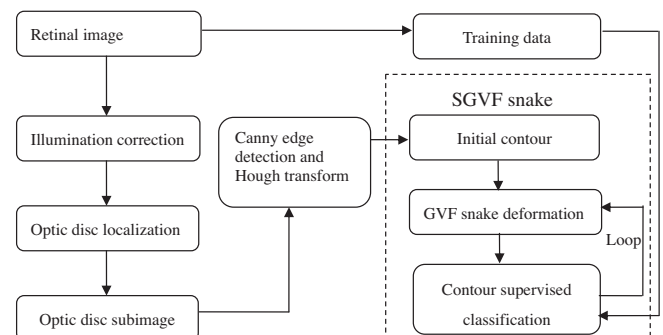 Retinal image
Training data
Illumination correction
Optic disc localization
Optic disc subimage
Canny edge
detection and
Hough transform
SGVF snake
Initial contour
GVF snake deformation
Loop
Contour supervised
classification